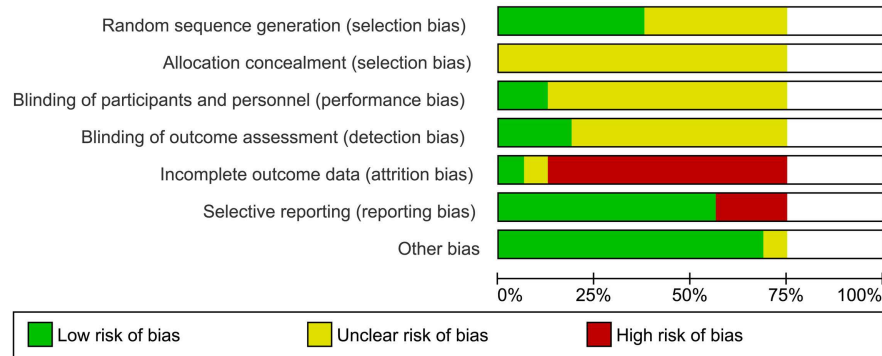 Random sequence generation (selection bias)
Allocation concealment (selection bias)
Blinding of participants and personnel (performance bias)
Blinding of outcome assessment (detection bias)
Incomplete outcome data (attrition bias)
Selective reporting (reporting bias)
Other bias
0% 25% 50% 75% 100%
Low risk of bias Unclear risk of bias High risk of bias